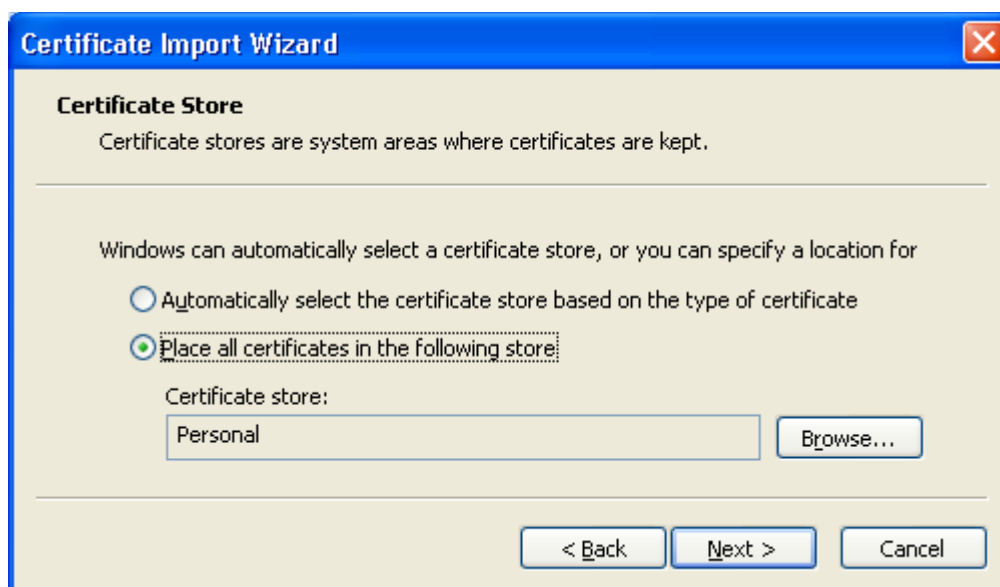 Certificate Import Wizard
Certificate Store
Certificate stores are system areas where certificates are kept.
Windows can automatically select a certificate store, or you can specify a location for
Automatically select the certificate store based on the type of certificate
Place all certificates in the following store
Certificate store:
Personal
Browse...
< Back
Next >
Cancel